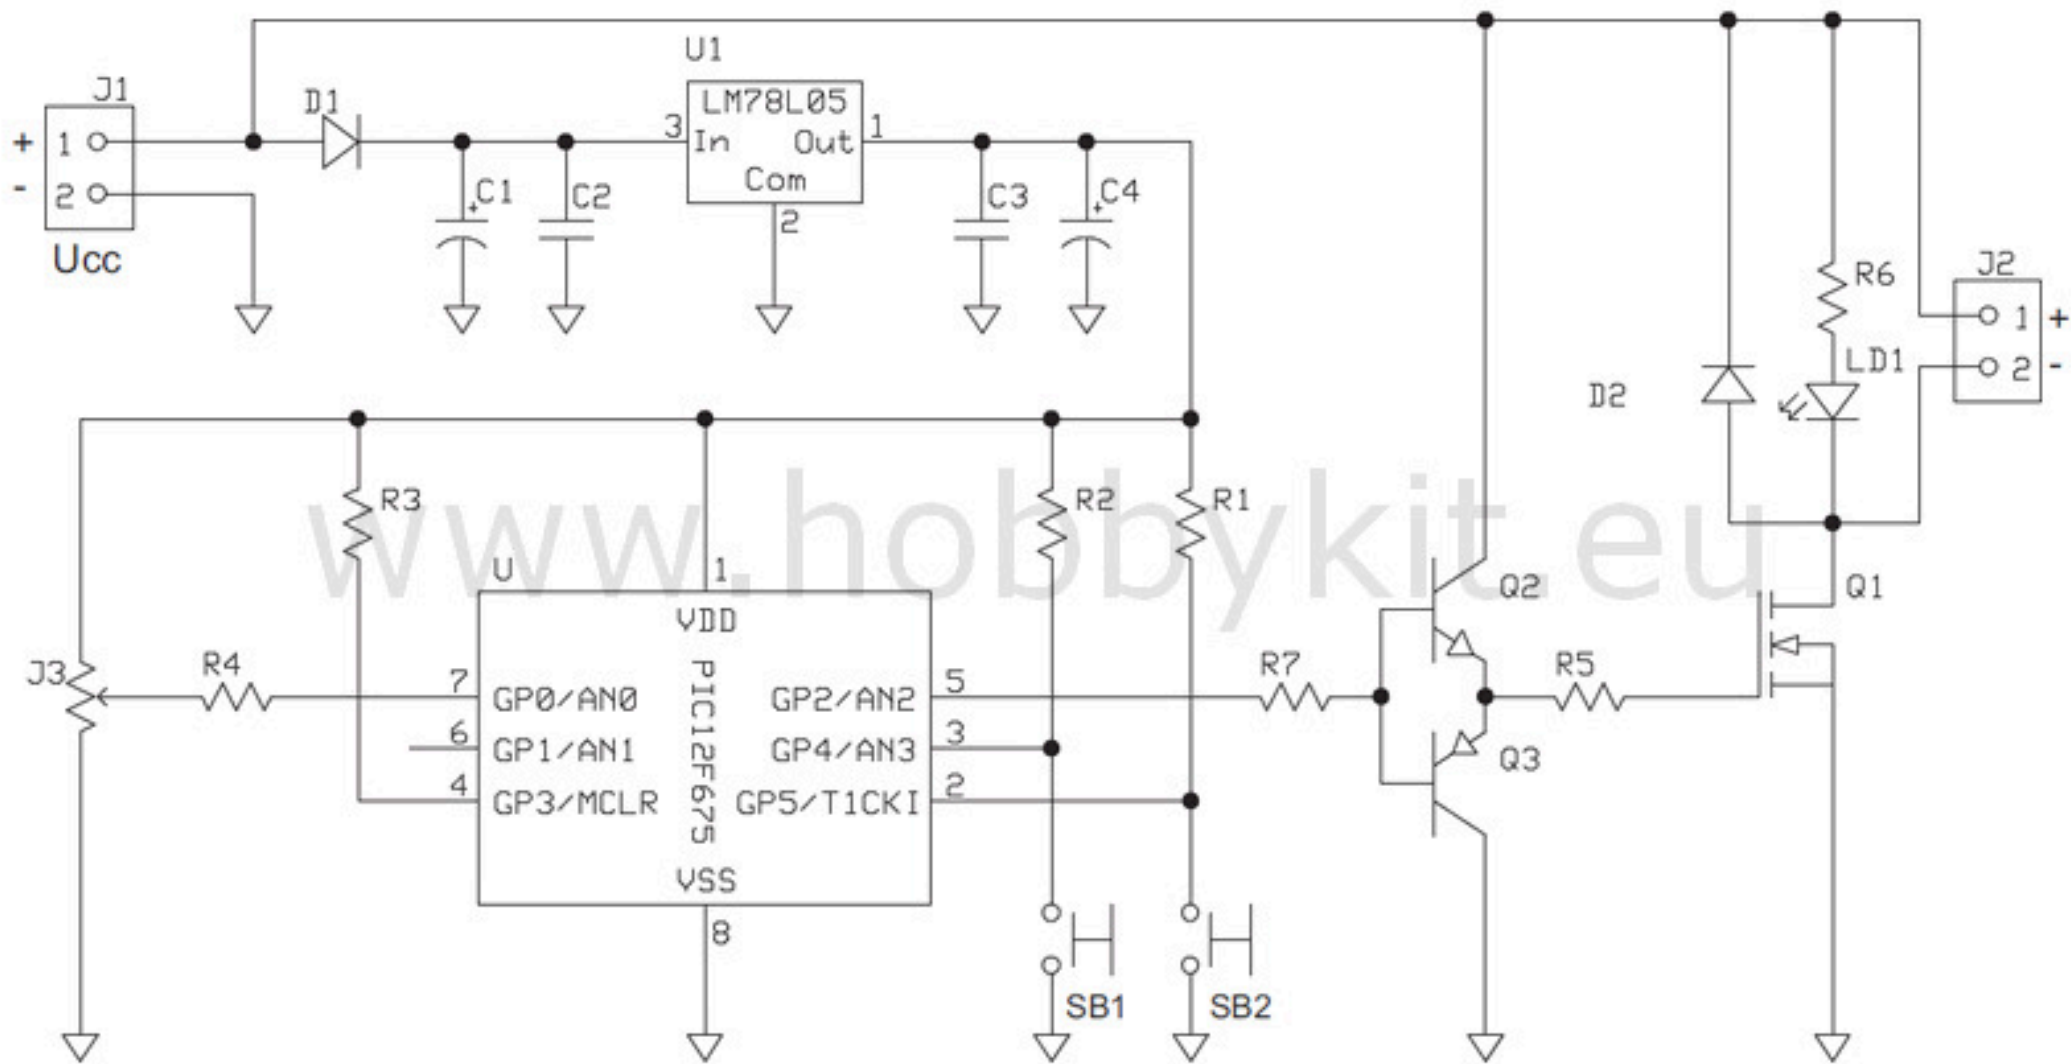 U1
J1
D1
LM78L05
+
1
3
In
Out
1
-
2
Com
C1
+
C2
2
C3
C4
+
Ucc
J2
R6
1
+
LD1
2
-
D2
R3
R2
R1
www.hobbykit.eu
U
1
Q2
Q1
VDD
J3
R4
7
GP0/AN0
PIC12F675
GP2/AN2
5
R7
R5
6
GP1/AN1
GP4/AN3
3
Q3
4
GP3/MCLR
GP5/T1CKI
2
VSS
8
SB1
SB2